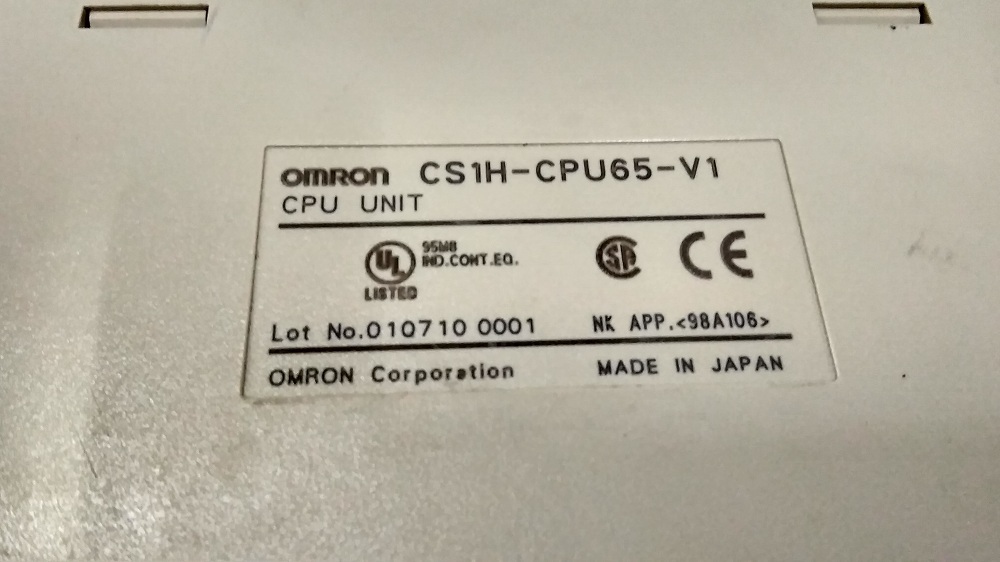 OMRON CS1H-CPU65-V1
CPU UNIT
UL 95M8
IND.CONT.EQ.
LISTED
SA CE
Lot No.010710 0001 NK APP.<98A106>
OMRON Corporation MADE IN JAPAN